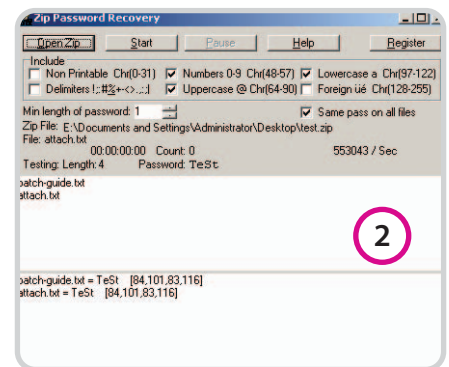 Zip Password Recovery
Open Zip Start Pause Help Register
Include
Non Printable Chr(0-31) Numbers 0-9 Chr(48-57) Lowercase a Chr(97-122)
Delimiters !;:#$%+-<>.,;;| Uppercase @ Chr(64-90) Foreign üé Chr(128-255)
Min length of password: 1 Same pass on all files
Zip File: E:\Documents and Settings\Administrator\Desktop\test.zip
File: attach.txt
00:00:00:00 Count: 0 553043 / Sec
Testing: Length: 4 Password: TeSt
patch-guide.txt
attach.txt
2
patch-guide.txt = TeSt [84,101,83,116]
attach.txt = TeSt [84,101,83,116]